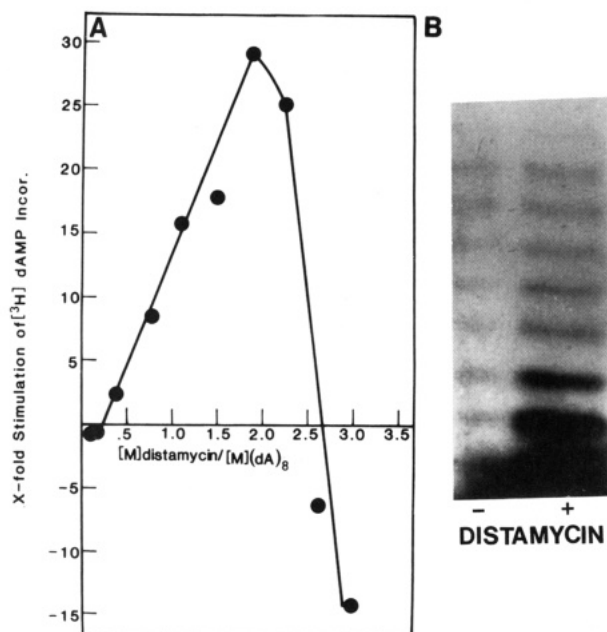 A
B
X-fold Stimulation of [³H] dAMP Incor.
30
25
20
15
10
5
-5
-10
-15
.5 1.0 1.5 2.0 2.5 3.0 3.5
[M]distamycin/[M](dA)₈
- +
DISTAMYCIN